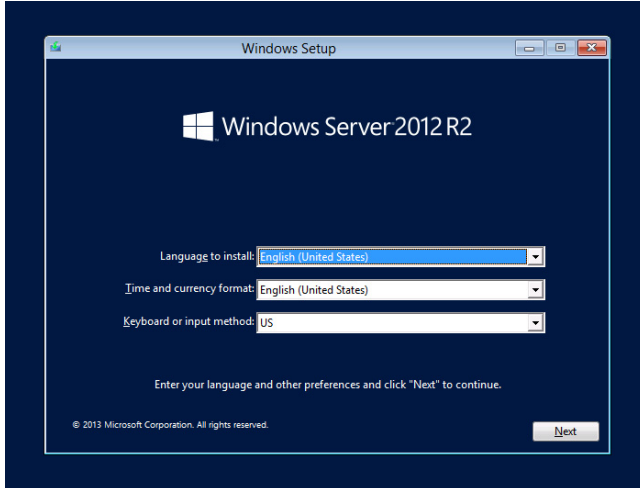 Windows Setup
Windows Server 2012 R2
Language to install: English (United States)
Time and currency format: English (United States)
Keyboard or input method: US
Enter your language and other preferences and click "Next" to continue.
© 2013 Microsoft Corporation. All rights reserved.
Next